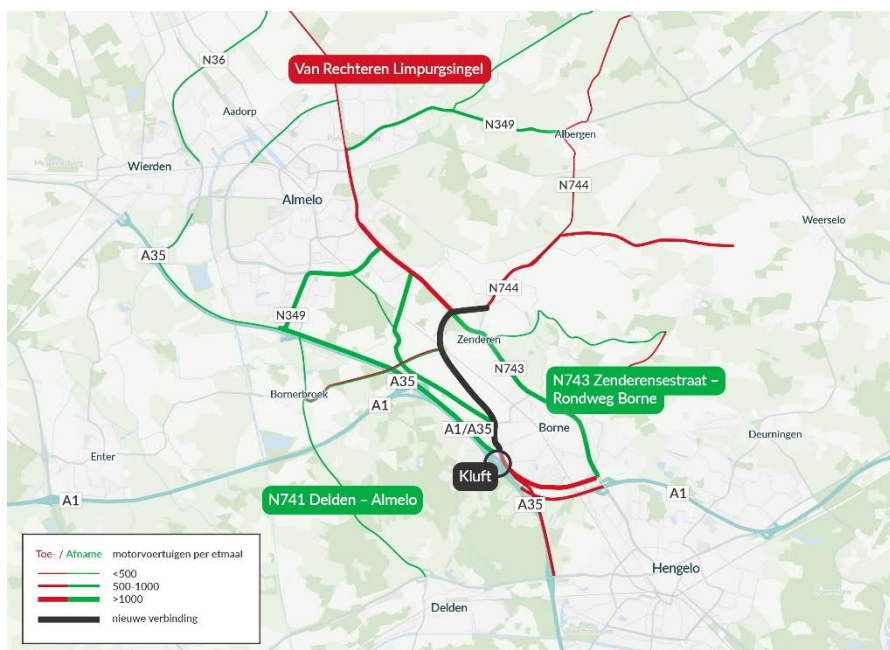 N36
Van Rechteren Limpurgsingel
Aadorp
N349
Albergen
Wierden
Almelo
N744
Weerselo
A35
N744
N349
Zenderen
N743
N743 Zenderensestraat –
Rondweg Borne
A35
Bornerbroek
A1
A1/A35
Borne
Deurningen
Enter
Kluft
A1
N741 Delden – Almelo
A1
A35
Hengelo
Toe- / Afname motorvoertuigen per etmaal
<500
500-1000
>1000
nieuwe verbinding
Delden